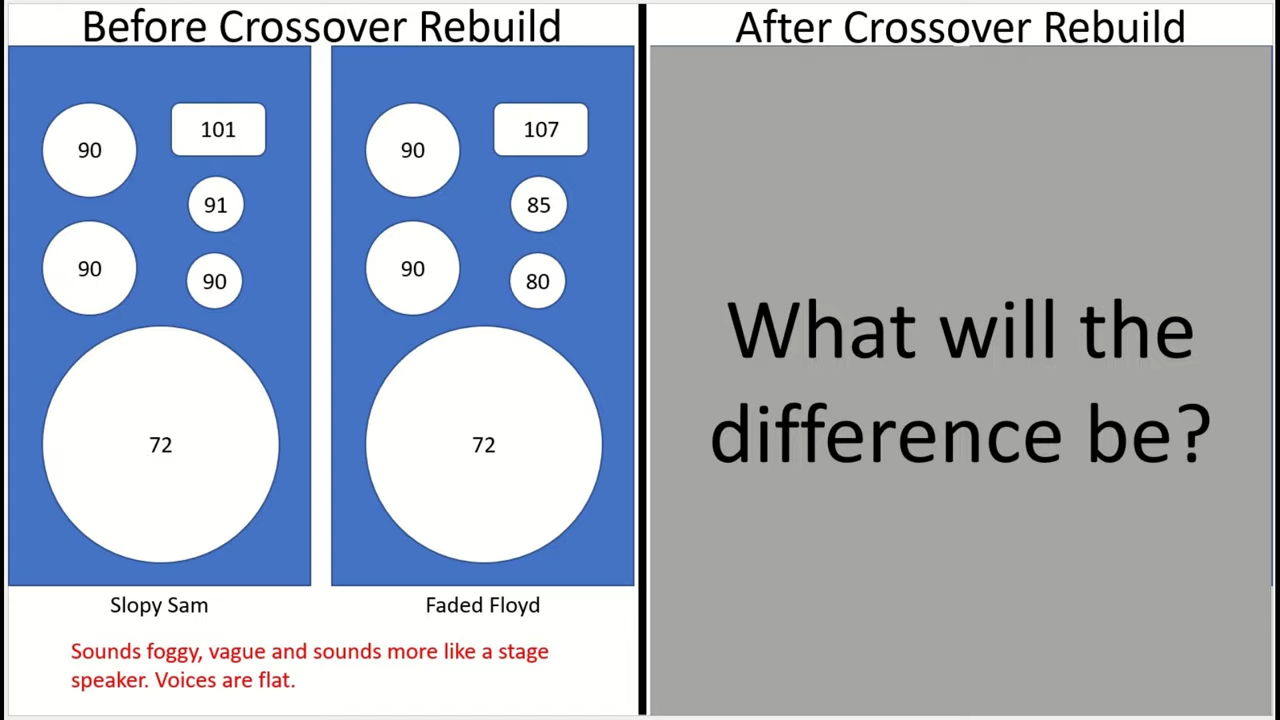 Before Crossover Rebuild
90
101
91
90
90
72
Slopy Sam
90
107
85
90
80
72
Faded Floyd
Sounds foggy, vague and sounds more like a stage
speaker. Voices are flat.
After Crossover Rebuild
What will the
difference be?